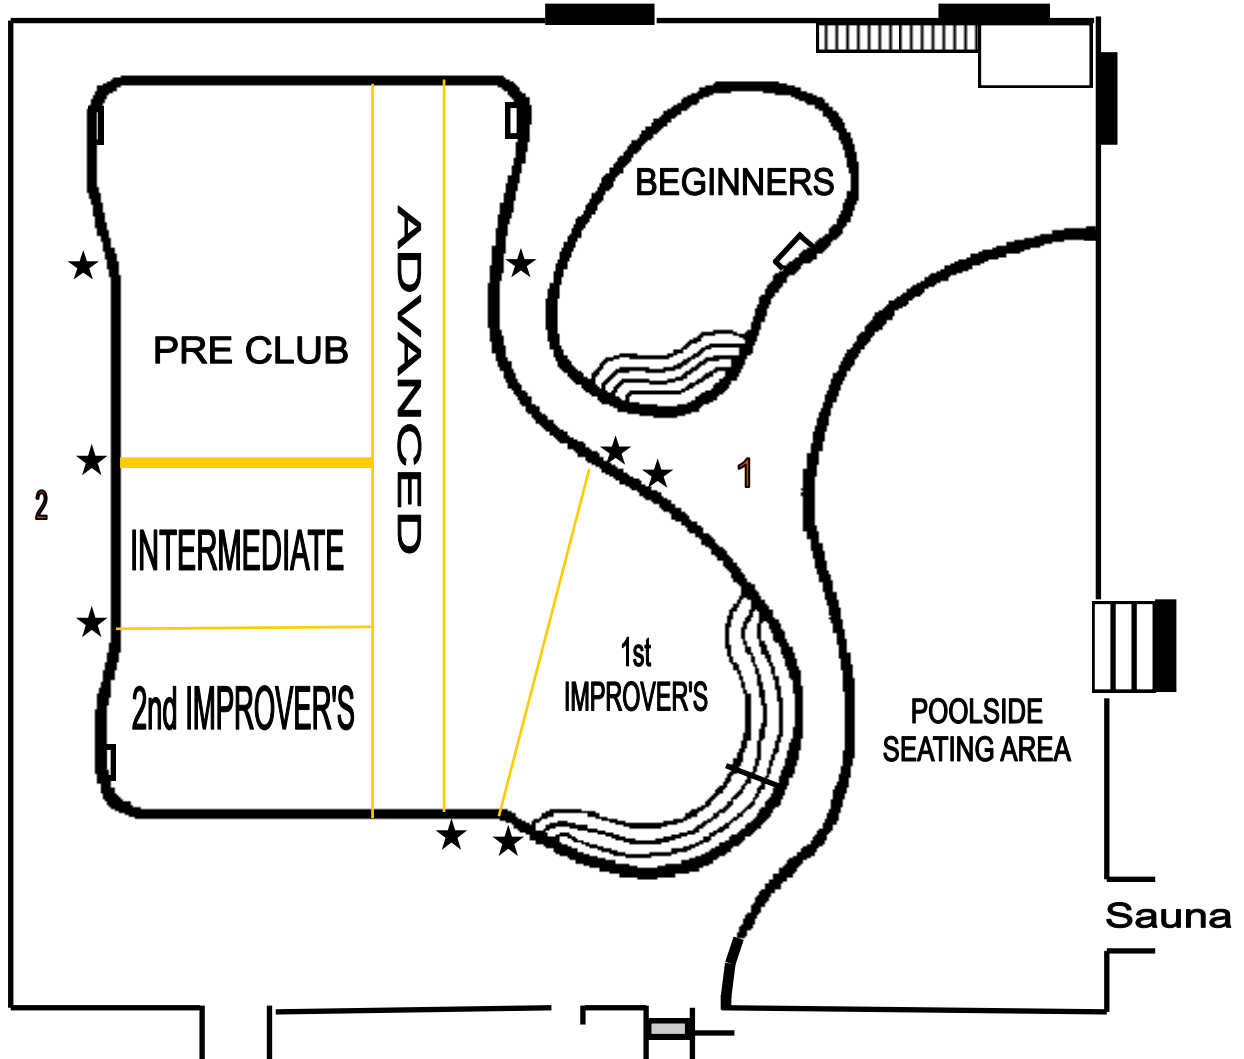 BEGINNERS
ADVANCED
PRE CLUB
1
2
INTERMEDIATE
1st
IMPROVER'S
2nd IMPROVER'S
POOLSIDE
SEATING AREA
Sauna